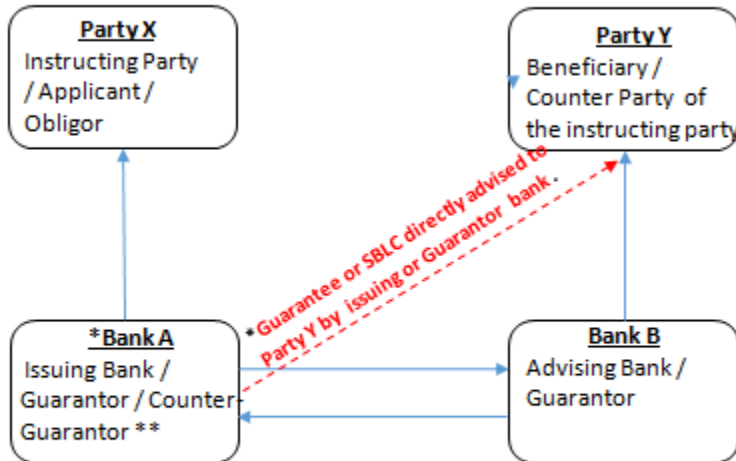 Party X
Instructing Party
/ Applicant /
Obligor
Party Y
Beneficiary /
Counter Party of
the instructing party
*Guarantee or SBLC directly advised to
Party Y by issuing or Guarantor bank.
*Bank A
Issuing Bank /
Guarantor / Counter-
Guarantor **
Bank B
Advising Bank /
Guarantor